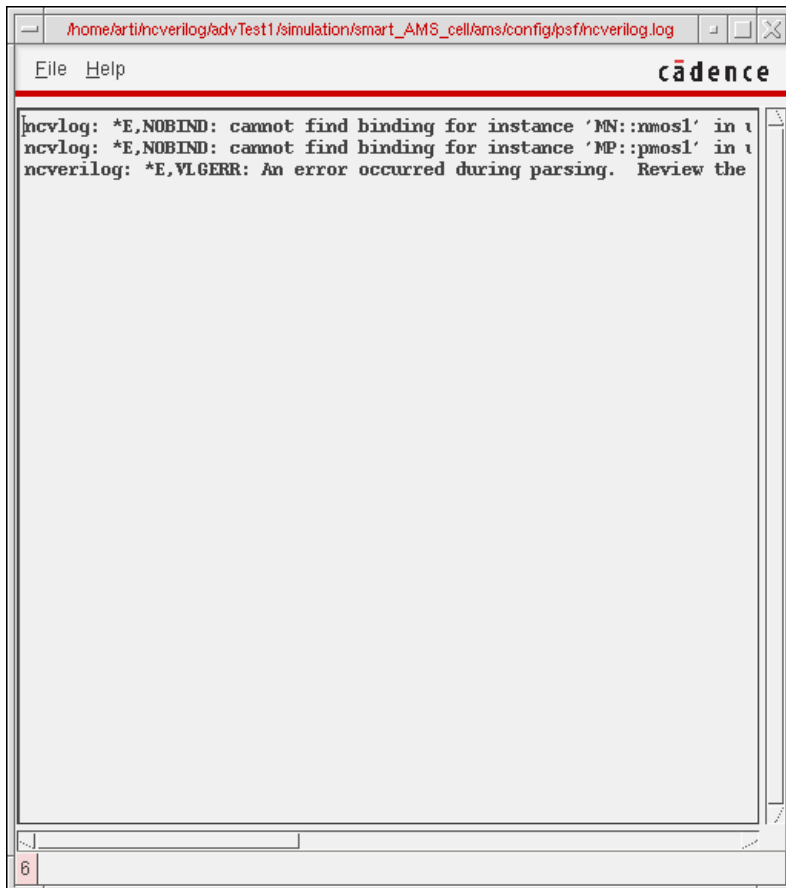 /home/arti/ncverilog/advTest1/simulation/smart_AMS_cell/ams/config/psf/ncverilog.log
File Help
cādence
ncvlog: *E,NOBIND: cannot find binding for instance 'MN::nmos1' in
ncvlog: *E,NOBIND: cannot find binding for instance 'MP::pmos1' in
ncverilog: *E,VLGERR: An error occurred during parsing. Review the
6